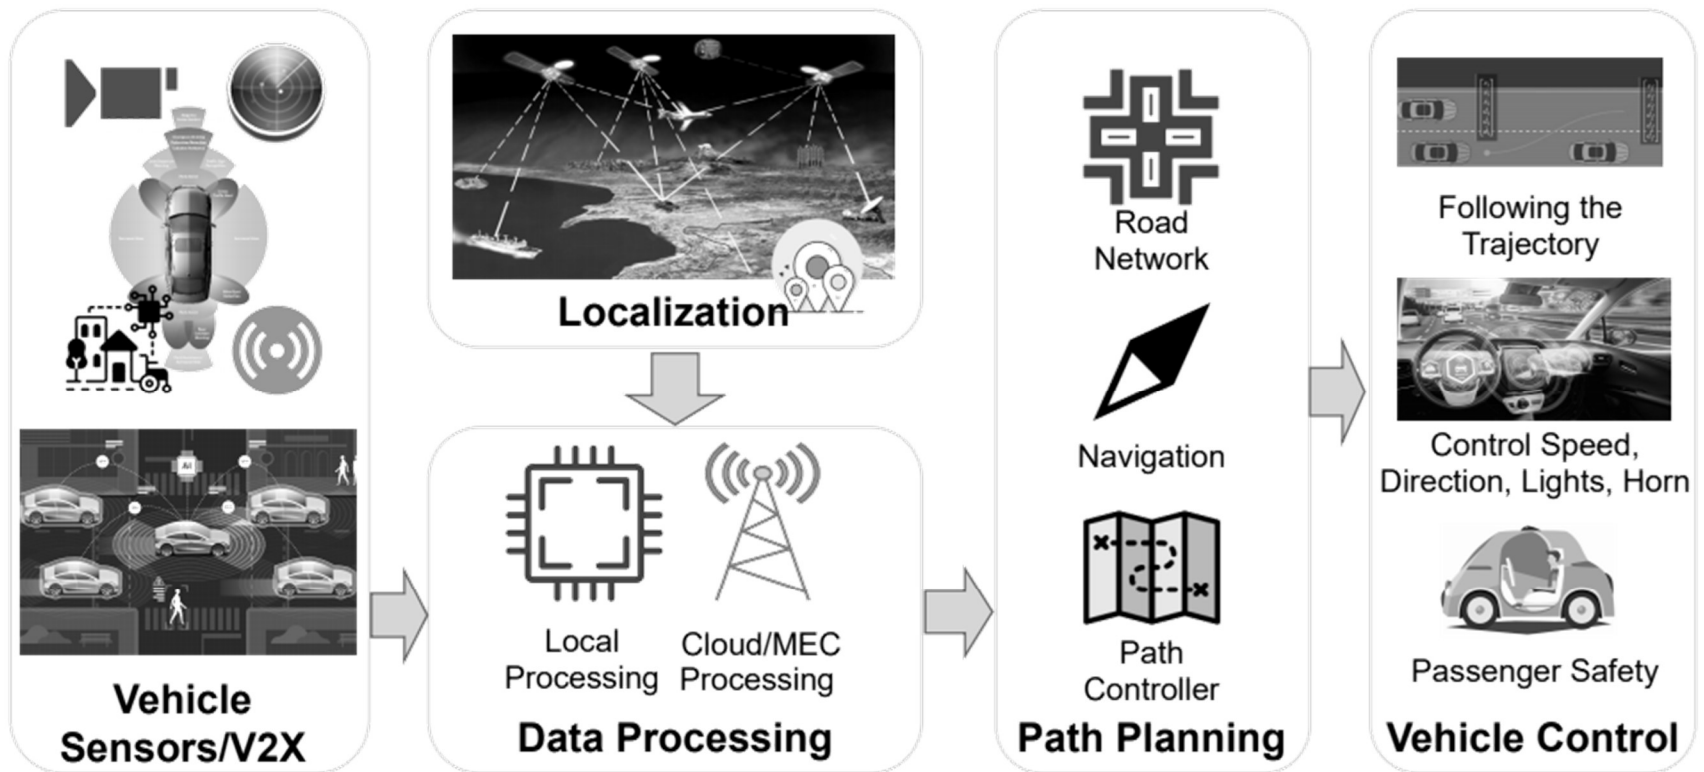 AI
Vehicle
Sensors/V2X
Localization
Local
Processing
Cloud/MEC
Processing
Data Processing
Road
Network
Navigation
Path
Controller
Path Planning
Following the
Trajectory
Control Speed,
Direction, Lights, Horn
Passenger Safety
Vehicle Control